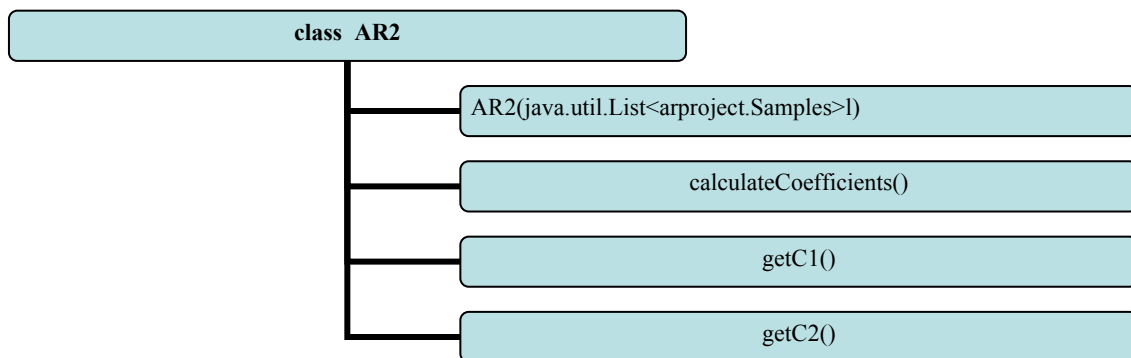 class AR2
AR2(java.util.List<arproject.Samples>l)
calculateCoefficients()
getC1()
getC2()